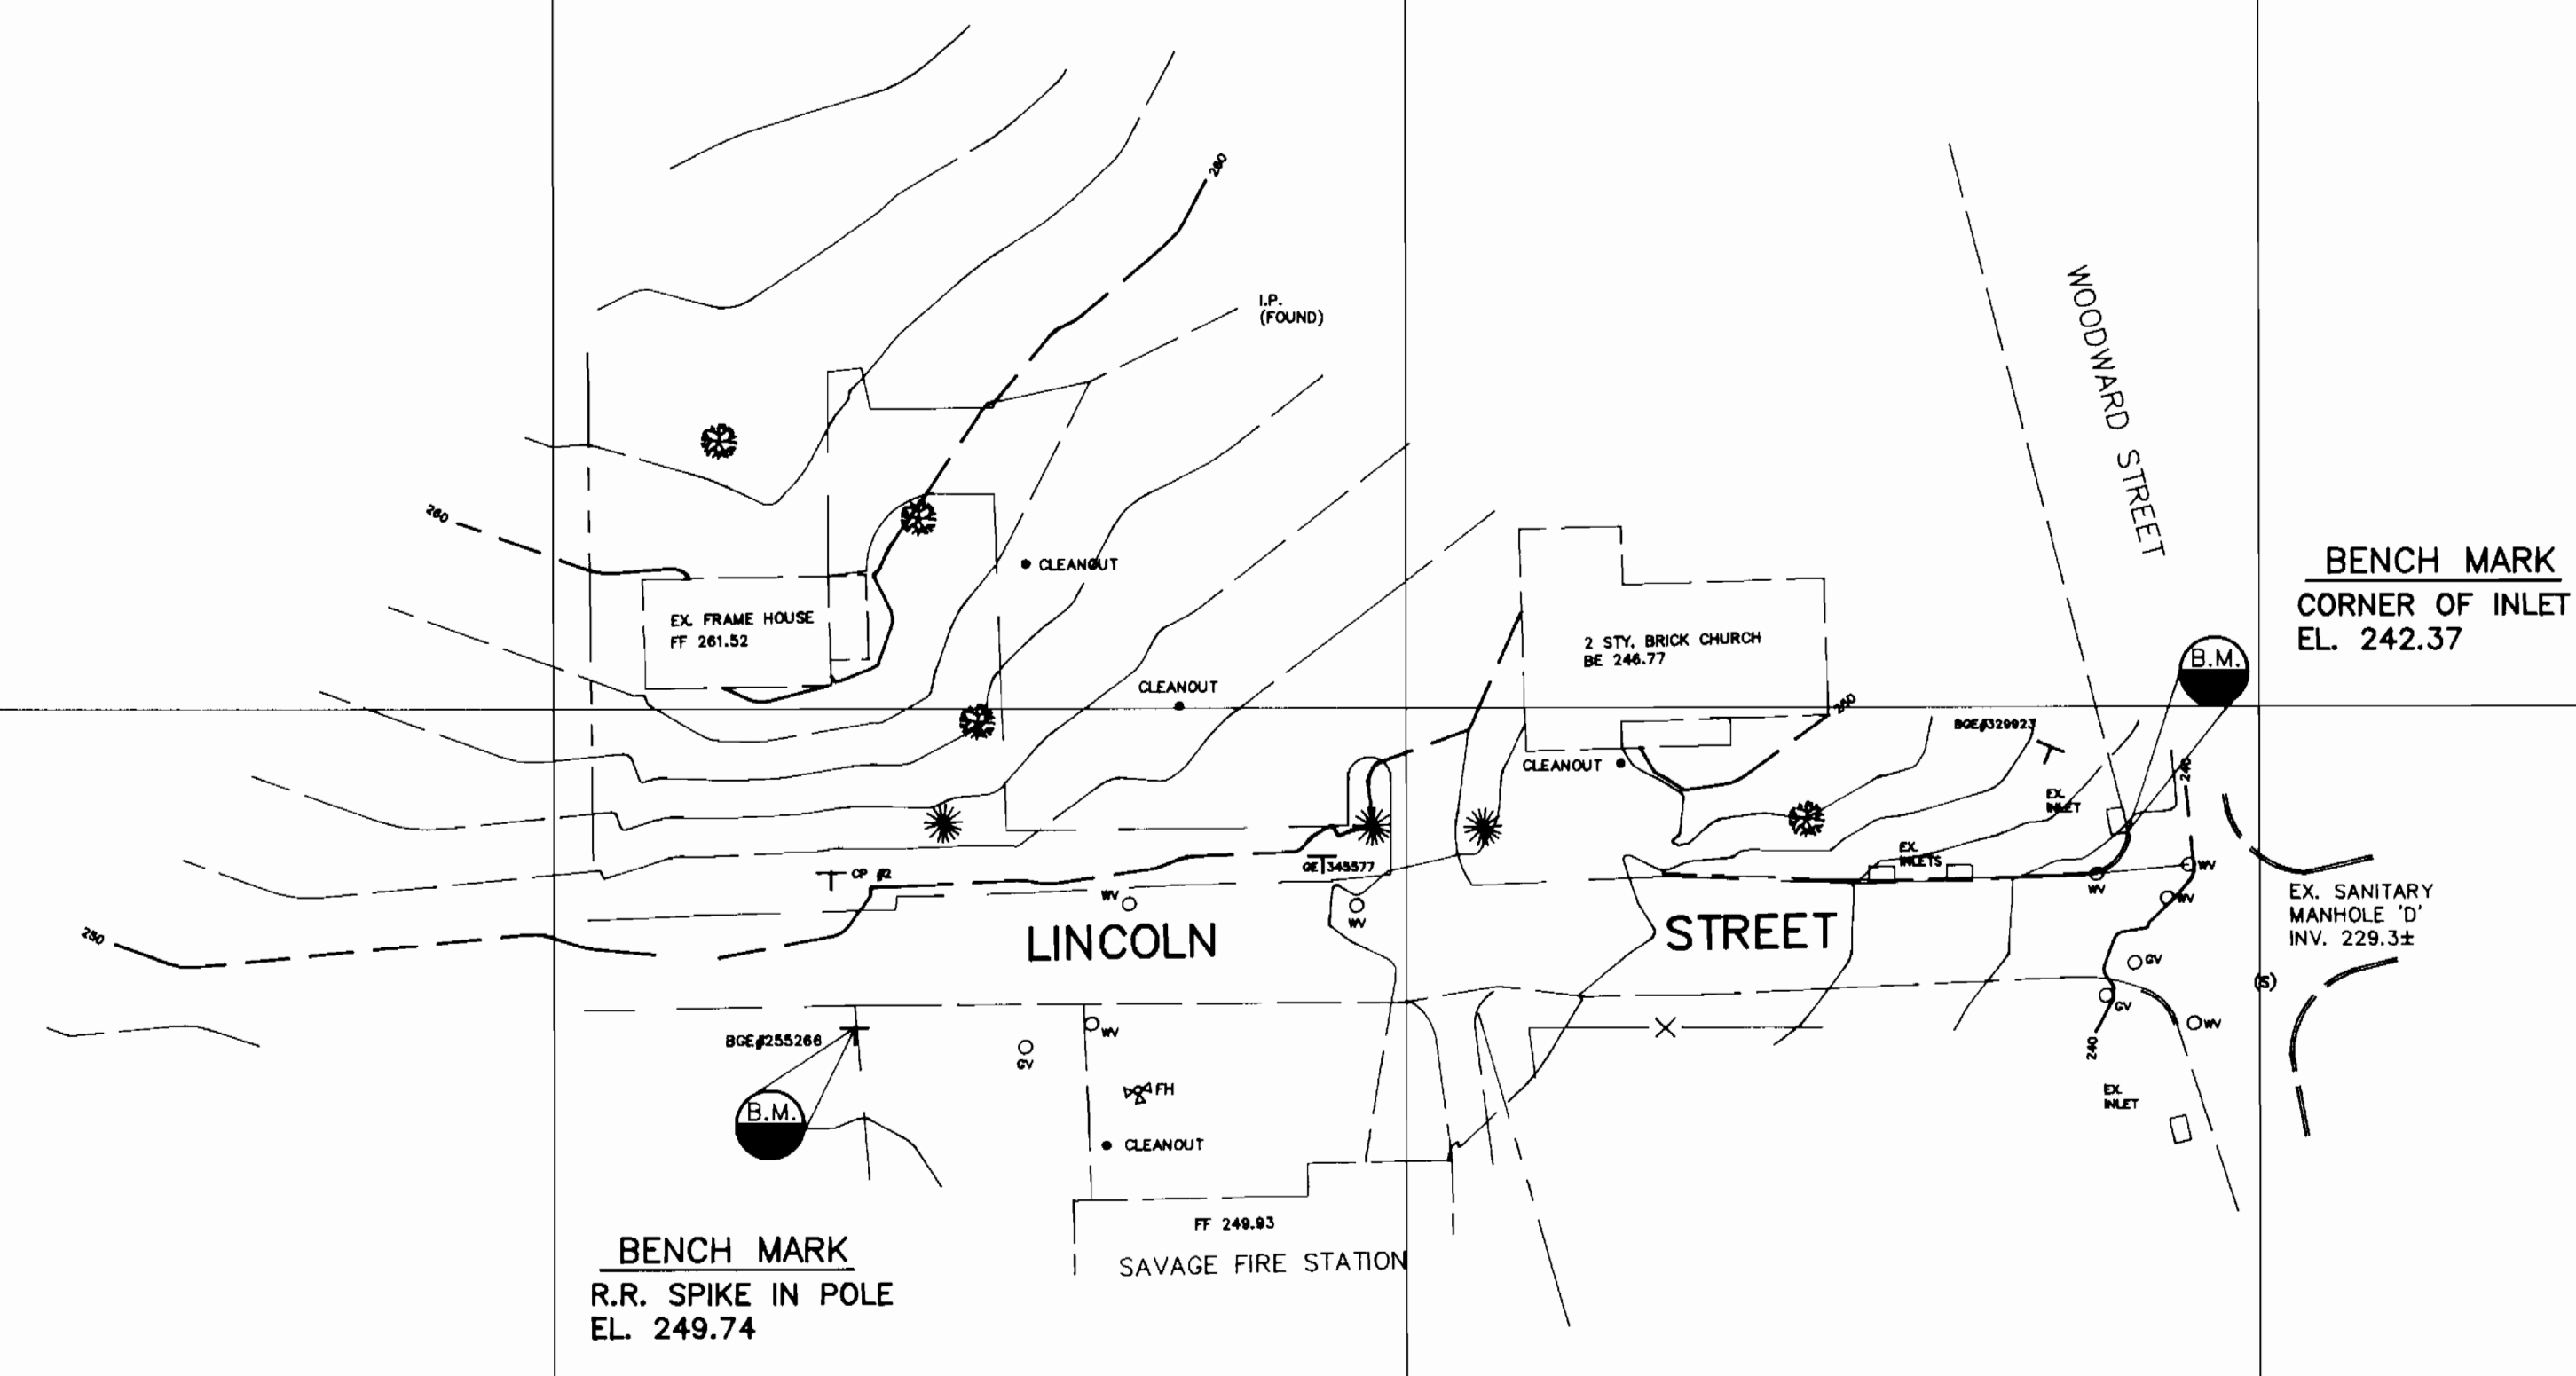 280
I.P.
(FOUND)
WOODWARD STREET
260
CLEANOUT
EX. FRAME HOUSE
FF 261.52
2 STY. BRICK CHURCH
BE 246.77
BENCH MARK
CORNER OF INLET
EL. 242.37
B.M.
CLEANOUT
CLEANOUT
BGE#329923
240
EX.
INLET
EX.
INLETS
CP #2
WV
WV
WV
WV
WV
250
LINCOLN STREET
EX. SANITARY
MANHOLE 'D'
INV. 229.3±
(S)
GV
GV
WV
240
BGE#255266
WV
GV
FH
EX.
INLET
B.M.
CLEANOUT
FF 249.93
SAVAGE FIRE STATION
BENCH MARK
R.R. SPIKE IN POLE
EL. 249.74